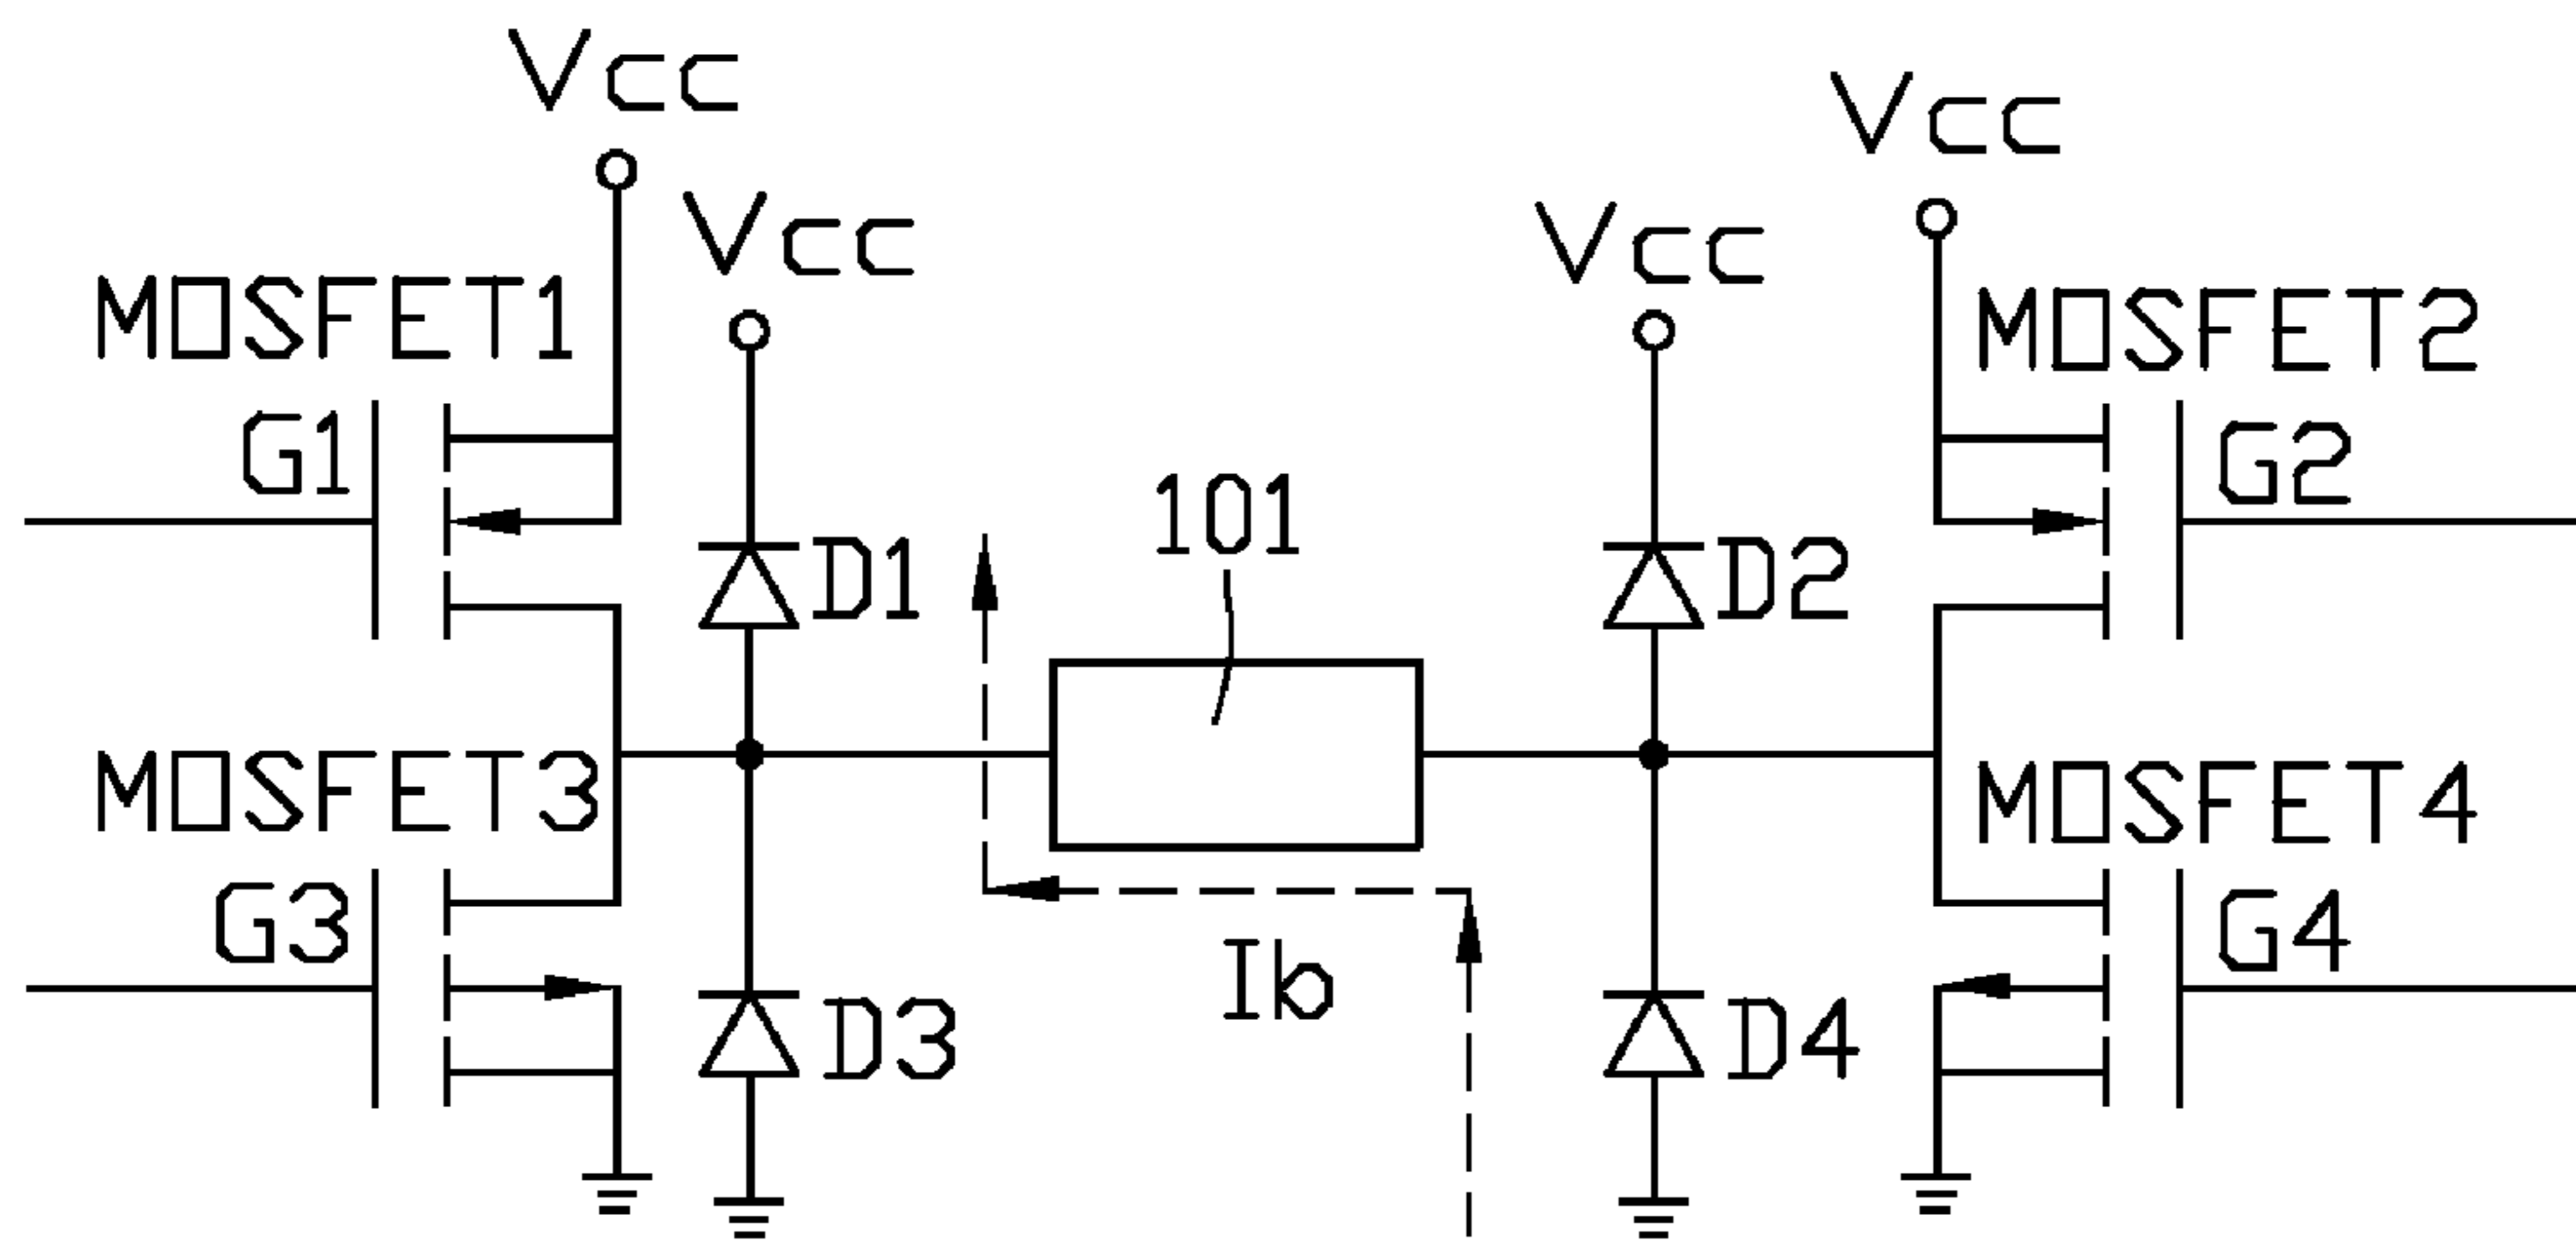 Vcc
Vcc
Vcc
Vcc
MOSFET1
MOSFET2
G1
G2
101
D1
D2
MOSFET3
MOSFET4
G3
G4
Ib
D3
D4